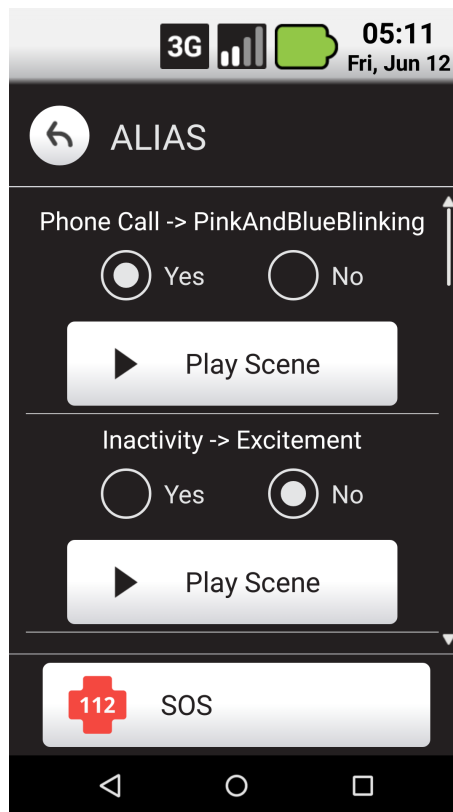 3G
05:11
Fri, Jun 12
ALIAS
Phone Call -> PinkAndBlueBlinking
Yes No
Play Scene
Inactivity -> Excitement
Yes No
Play Scene
112 SOS